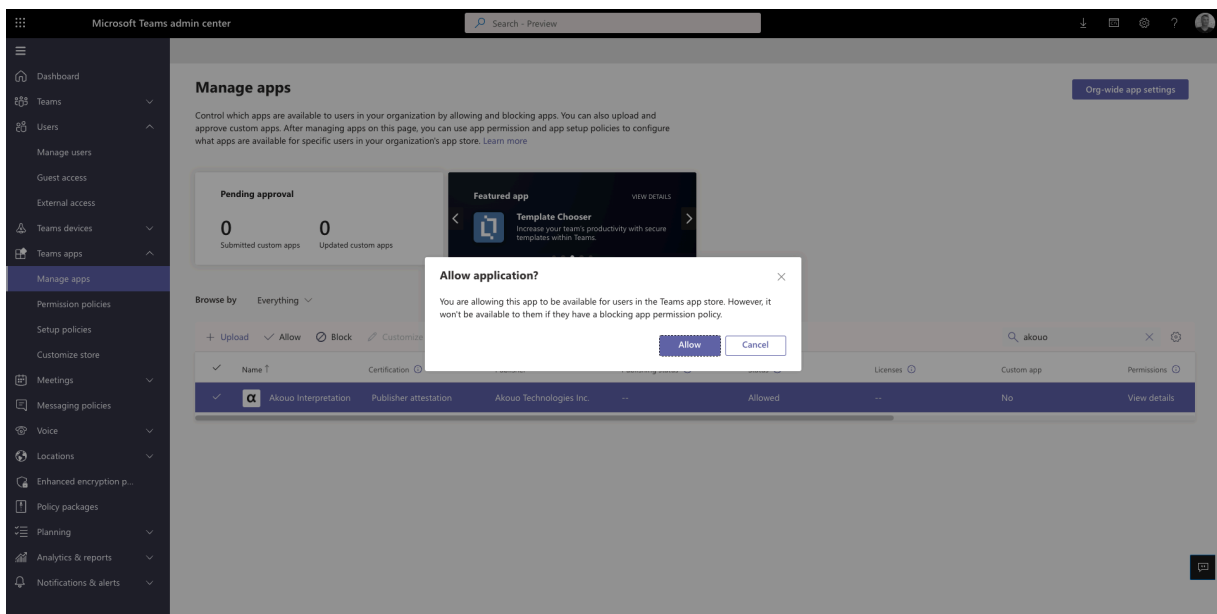 Microsoft Teams admin center
Search - Preview
?
Dashboard
Teams
Users
Manage users
Guest access
External access
Teams devices
Teams apps
Manage apps
Permission policies
Setup policies
Customize store
Meetings
Messaging policies
Voice
Locations
Enhanced encryption p...
Policy packages
Planning
Analytics & reports
Notifications & alerts
Manage apps
Org-wide app settings
Control which apps are available to users in your organization by allowing and blocking apps. You can also upload and
approve custom apps. After managing apps on this page, you can use app permission and app setup policies to configure
what apps are available for specific users in your organization's app store. Learn more
Pending approval
0
Submitted custom apps
0
Updated custom apps
Featured app
VIEW DETAILS
Template Chooser
Increase your team's productivity with secure
templates within Teams.
Allow application?
You are allowing this app to be available for users in the Teams app store. However, it
won't be available to them if they have a blocking app permission policy.
Allow
Cancel
Browse by Everything
+ Upload Allow Block Customize
akouo
Name ↑ Certification Licenses Custom app Permissions
α Akouo Interpretation Publisher attestation Akouo Technologies Inc. -- Allowed -- No View details